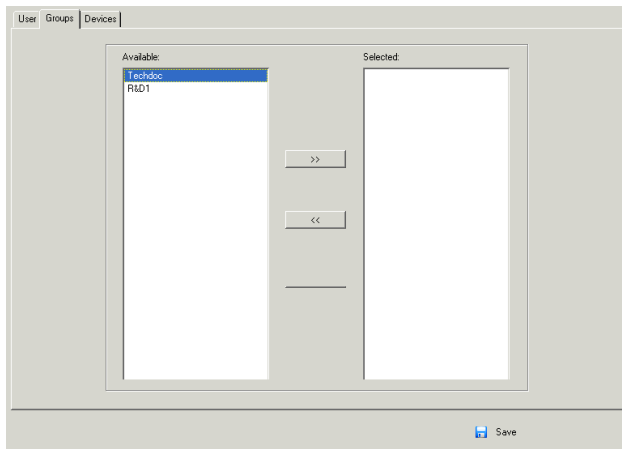 User Groups Devices
Available: Selected:
Techdoc
R&D1
>>
<<
Save